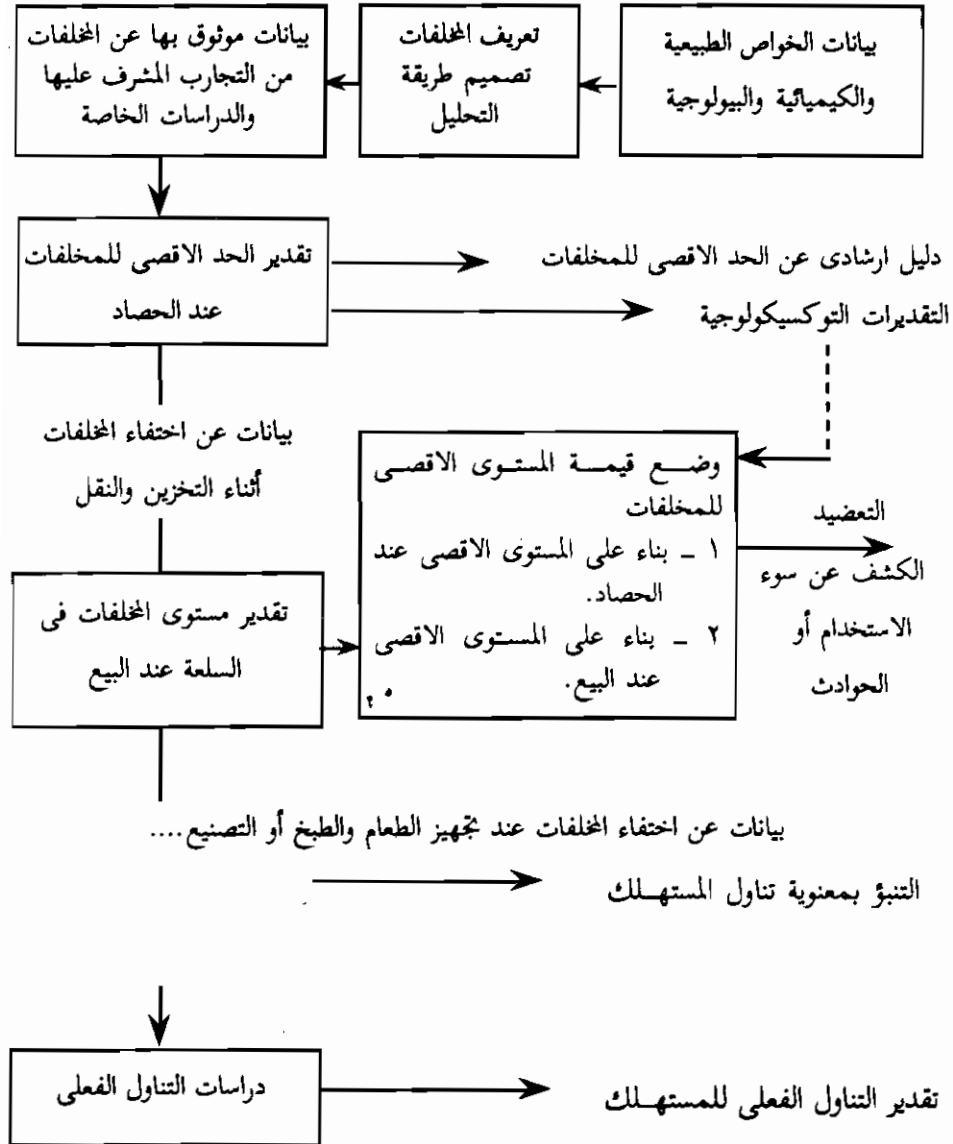 بيانات الخواص الطبيعية
والكيميائية والبيولوجية
تعريف المخلفات
تصميم طريقة
التحليل
بيانات موثوق بها عن المخلفات
من التجارب المشرف عليها
والدراسات الخاصة
تقدير الحد الاقصى للمخلفات
عند الحصاد
دليل ارشادى عن الحد الاقصى للمخلفات
التقديرات التوكسيكولوجية
بيانات عن اختفاء المخلفات
أثناء التخزين والنقل
وضع قيمة المستوى الاقصى
للمخلفات
١ ــ بناء على المستوى الاقصى عند
الحصاد.
٢ ــ بناء على المستوى الاقصى
عند البيع.
التعضيد
الكشف عن سوء
الاستخدام أو
الحوادث
تقدير مستوى المخلفات فى
السلعة عند البيع
بيانات عن اختفاء المخلفات عند تجهيز الطعام والطبخ أو التصنيع....
التنبؤ بمعنوية تناول المستهلك
دراسات التناول الفعلى
تقدير التناول الفعلى للمستهلك